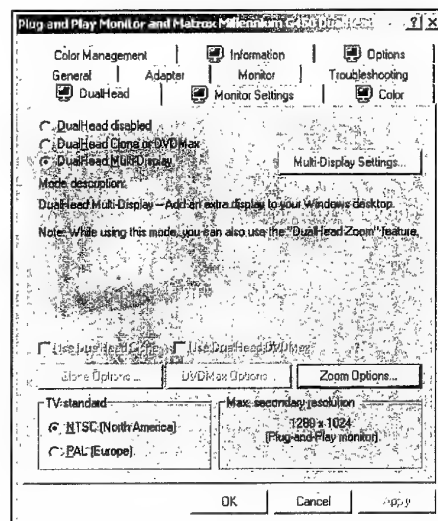 Plug and Play Monitor and Matrox Millennium G450
Color Management Information Options
General Adapter Monitor Troubleshooting
DualHead Monitor Settings Color
DualHead disabled
DualHead Clone or DVDMax
DualHead Multi-Display
Multi-Display Settings...
Mode description:
DualHead Multi-Display -- Add an extra display to your Windows desktop.
Note: While using this mode, you can also use the "DualHead Zoom" feature.
Use DualHead Clone Use DualHead DVDMax
Clone Options... DVDMax Options Zoom Options...
TV standard
NTSC (North America)
PAL (Europe)
Max. secondary resolution
1280 x 1024
(Plug-and-Play monitor)
OK Cancel Apply